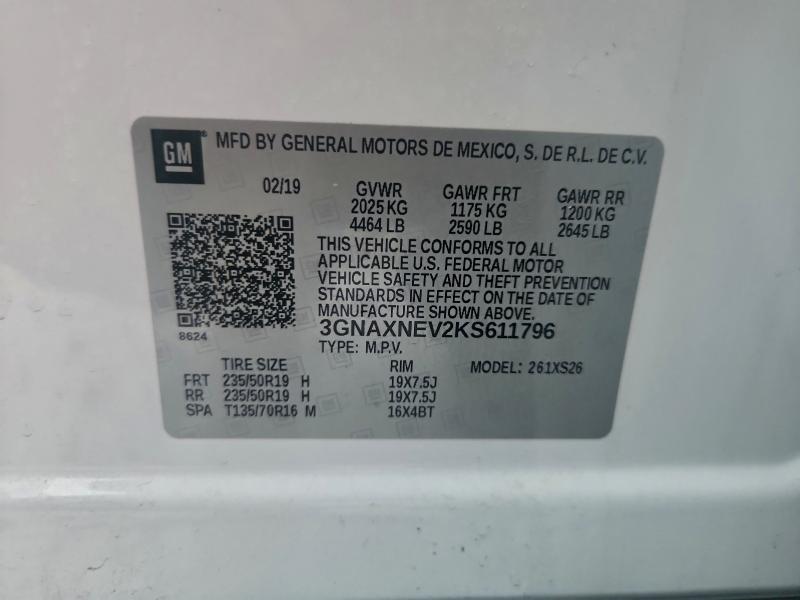 GM® MFD BY GENERAL MOTORS DE MEXICO, S. DE R.L. DE C.V.
02/19 GVWR GAWR FRT GAWR RR
2025 KG 1175 KG 1200 KG
4464 LB 2590 LB 2645 LB
THIS VEHICLE CONFORMS TO ALL
APPLICABLE U.S. FEDERAL MOTOR
VEHICLE SAFETY AND THEFT PREVENTION
STANDARDS IN EFFECT ON THE DATE OF
MANUFACTURE SHOWN ABOVE.
3GNAXNEV2KS611796
8624
TYPE: M.P.V.
TIRE SIZE RIM MODEL: 261XS26
FRT 235/50R19 H 19X7.5J
RR 235/50R19 H 19X7.5J
SPA T135/70R16 M 16X4BT